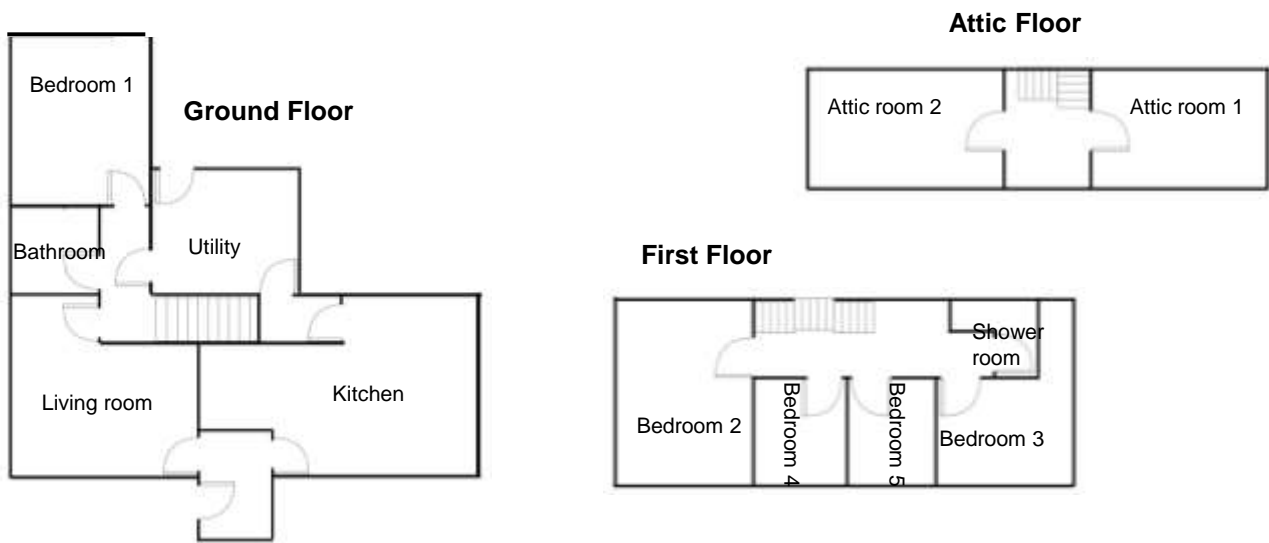 Attic Floor
Attic room 2
Attic room 1
Bedroom 1
Ground Floor
Bathroom
Utility
Living room
Kitchen
First Floor
Shower
room
Bedroom 2
Bedroom 4
Bedroom 5
Bedroom 3